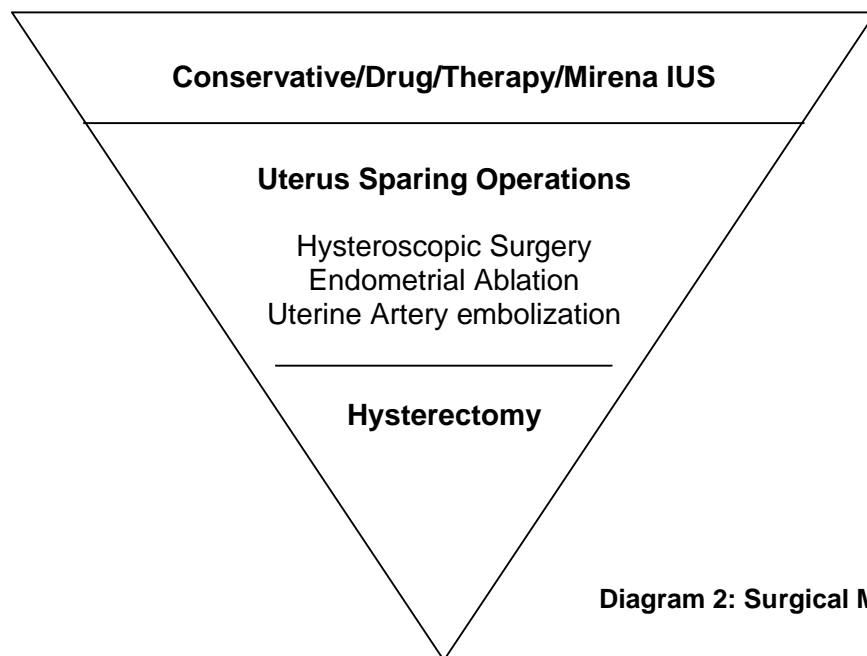 Conservative/Drug/Therapy/Mirena IUS
Uterus Sparing Operations
Hysteroscopic Surgery
Endometrial Ablation
Uterine Artery embolization
Hysterectomy
Diagram 2: Surgical